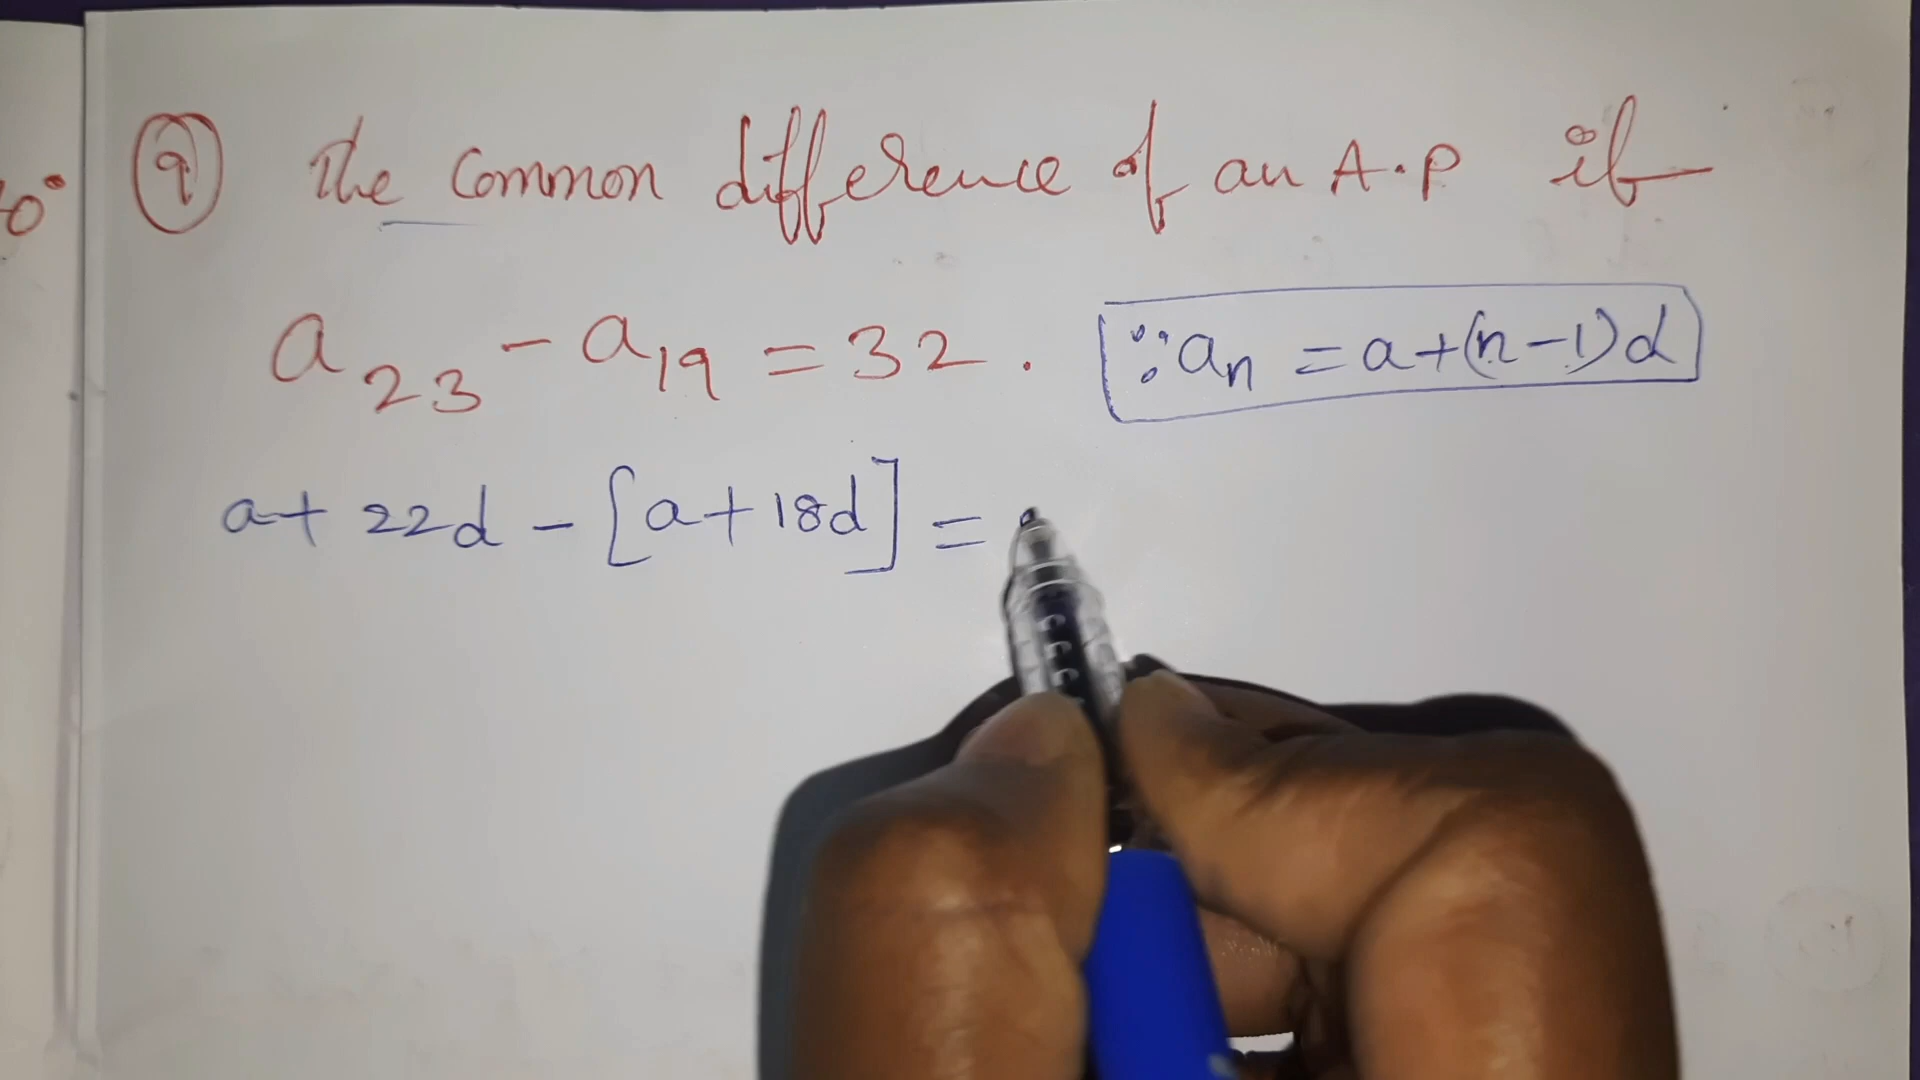 9 The common difference of an A.P if
a23 - a19 = 32. ∵ an = a+(n-1)d
a+ 22d - [a+18d] =